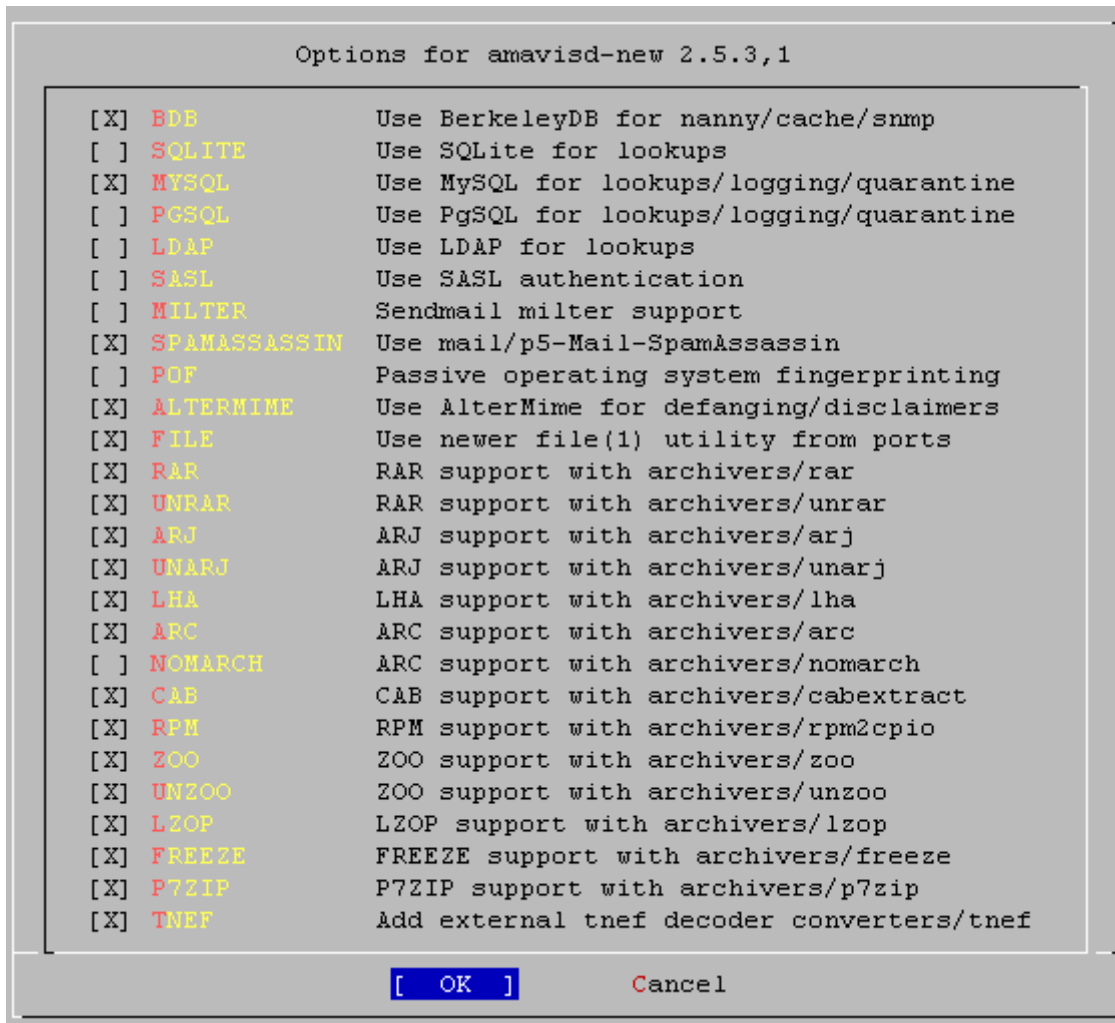 Options for amavisd-new 2.5.3,1
[X] BDB Use BerkeleyDB for nanny/cache/snmp
[ ] SQLITE Use SQLite for lookups
[X] MYSQL Use MySQL for lookups/logging/quarantine
[ ] PGSQL Use PgSQL for lookups/logging/quarantine
[ ] LDAP Use LDAP for lookups
[ ] SASL Use SASL authentication
[ ] MILTER Sendmail milter support
[X] SPAMASSASSIN Use mail/p5-Mail-SpamAssassin
[ ] POF Passive operating system fingerprinting
[X] ALTERMIME Use AlterMime for defanging/disclaimers
[X] FILE Use newer file(1) utility from ports
[X] RAR RAR support with archivers/rar
[X] UNRAR RAR support with archivers/unrar
[X] ARJ ARJ support with archivers/arj
[X] UNARJ ARJ support with archivers/unarj
[X] LHA LHA support with archivers/lha
[X] ARC ARC support with archivers/arc
[ ] NOMARCH ARC support with archivers/nomarch
[X] CAB CAB support with archivers/cabextract
[X] RPM RPM support with archivers/rpm2cpio
[X] ZOO ZOO support with archivers/zoo
[X] UNZOO ZOO support with archivers/unzoo
[X] LZOP LZOP support with archivers/lzop
[X] FREEZE FREEZE support with archivers/freeze
[X] P7ZIP P7ZIP support with archivers/p7zip
[X] TNEF Add external tnef decoder converters/tnef
[ OK ] Cancel